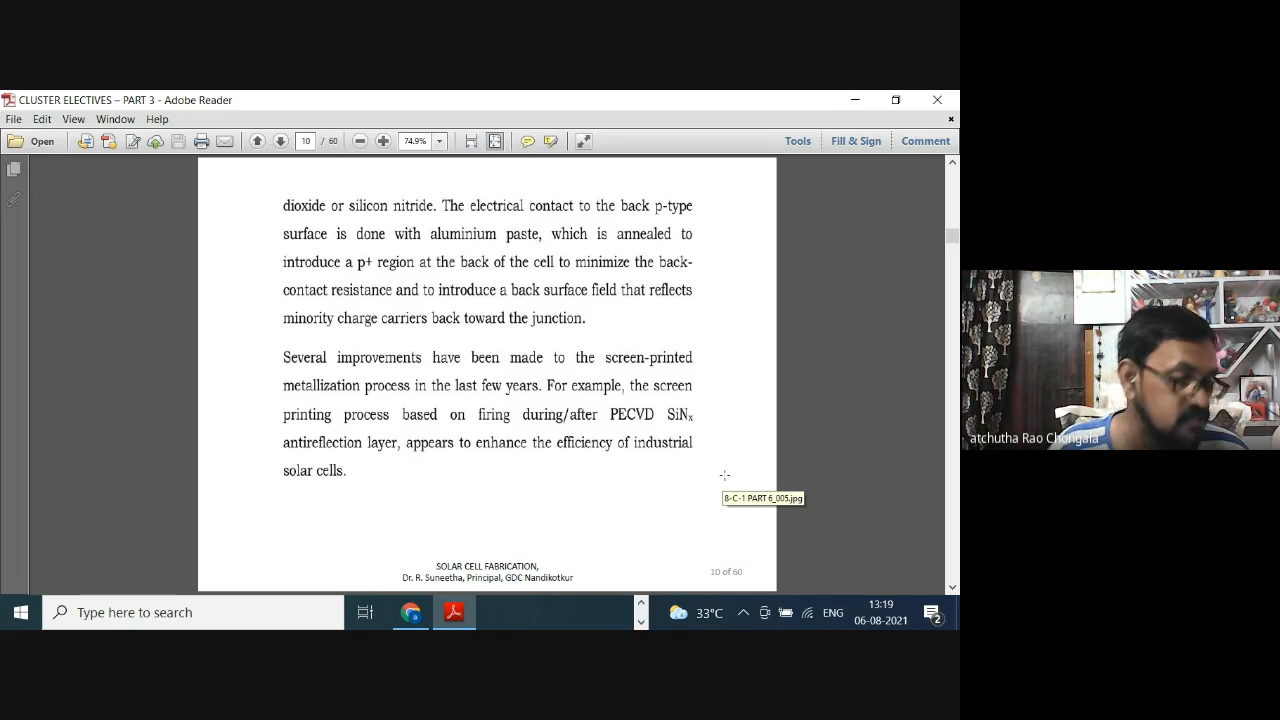 CLUSTER ELECTIVES – PART 3 - Adobe Reader
File Edit View Window Help
Open 10 / 60 74.9% Tools Fill & Sign Comment
dioxide or silicon nitride. The electrical contact to the back p-type
surface is done with aluminium paste, which is annealed to
introduce a p+ region at the back of the cell to minimize the back-
contact resistance and to introduce a back surface field that reflects
minority charge carriers back toward the junction.
Several improvements have been made to the screen-printed
metallization process in the last few years. For example, the screen
printing process based on firing during/after PECVD SiNx
antireflection layer, appears to enhance the efficiency of industrial
solar cells.
8-C-1 PART 6_005.jpg
SOLAR CELL FABRICATION,
Dr. R. Suneetha, Principal, GDC Nandikotkur
10 of 60
atchutha Rao Chongala
Type here to search
33°C
ENG
13:19
06-08-2021
2